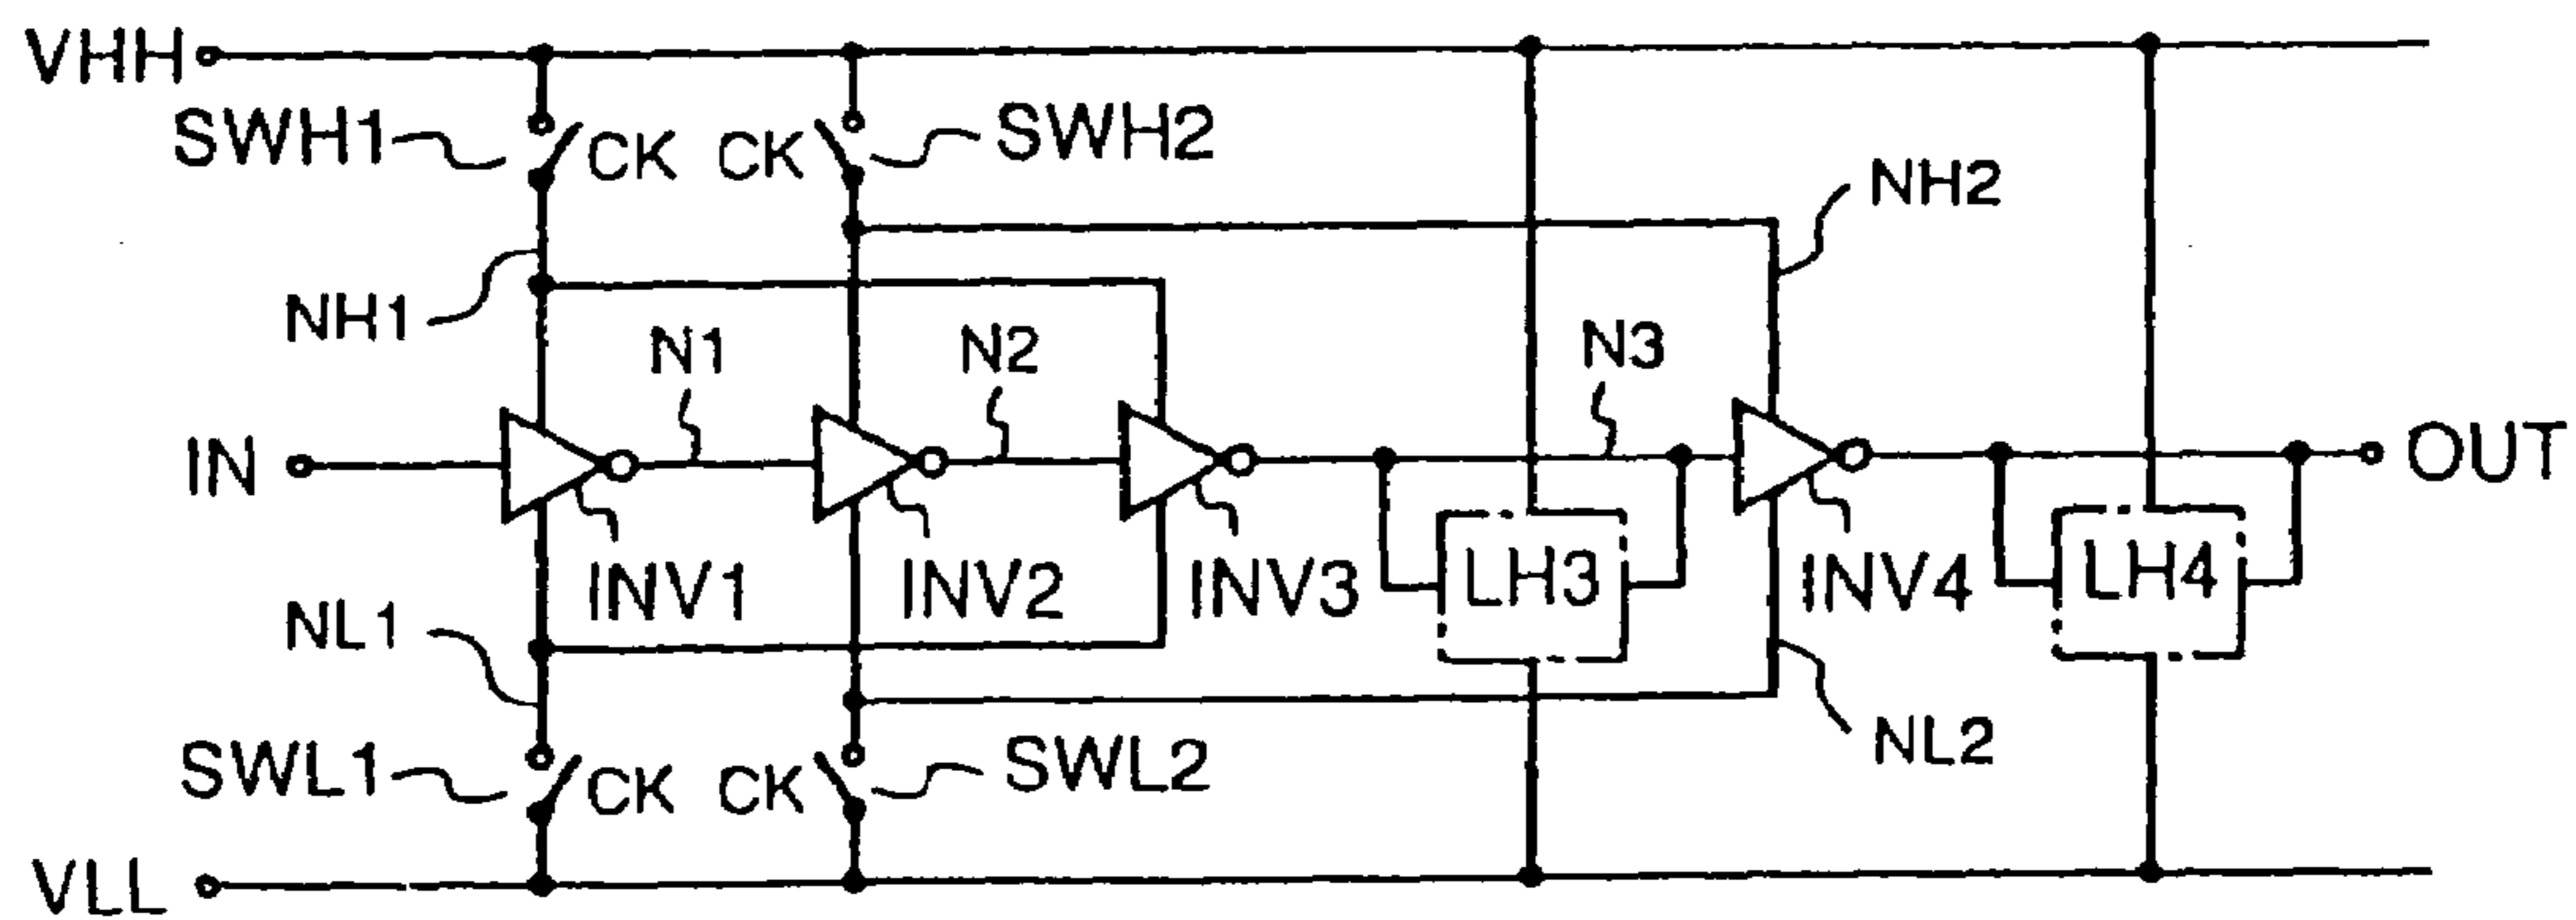 VHH
SWH1 CK CK SWH2
NH2
NH1 N1 N2 N3
IN OUT
INV1 INV2 INV3 LH3 INV4 LH4
NL1
NL2
SWL1 CK CK SWL2
VLL